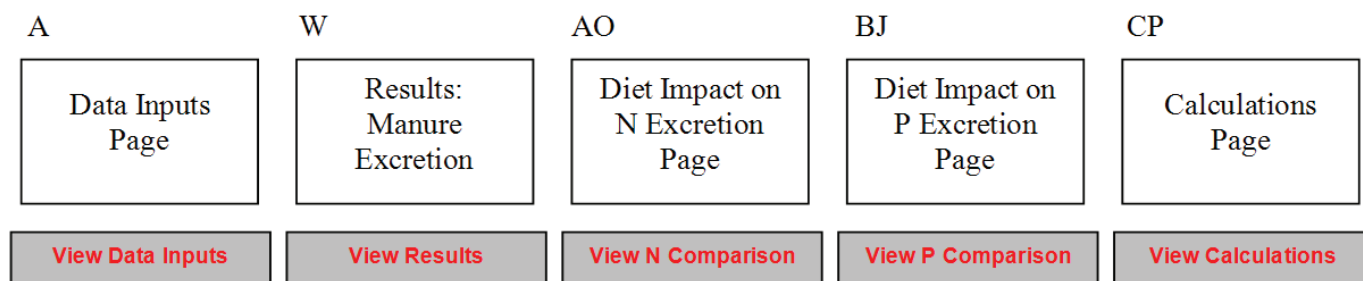 A
W
AO
BJ
CP
Data Inputs
Page
Results:
Manure
Excretion
Diet Impact on
N Excretion
Page
Diet Impact on
P Excretion
Page
Calculations
Page
View Data Inputs
View Results
View N Comparison
View P Comparison
View Calculations